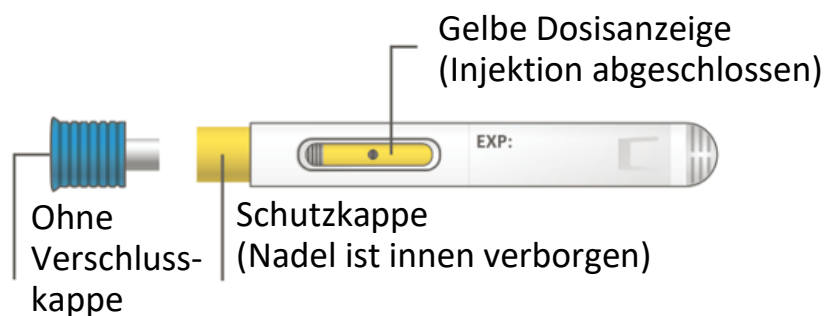 Gelbe Dosisanzeige
(Injektion abgeschlossen)
EXP:
Ohne
Verschluss-
kappe
Schutzkappe
(Nadel ist innen verborgen)